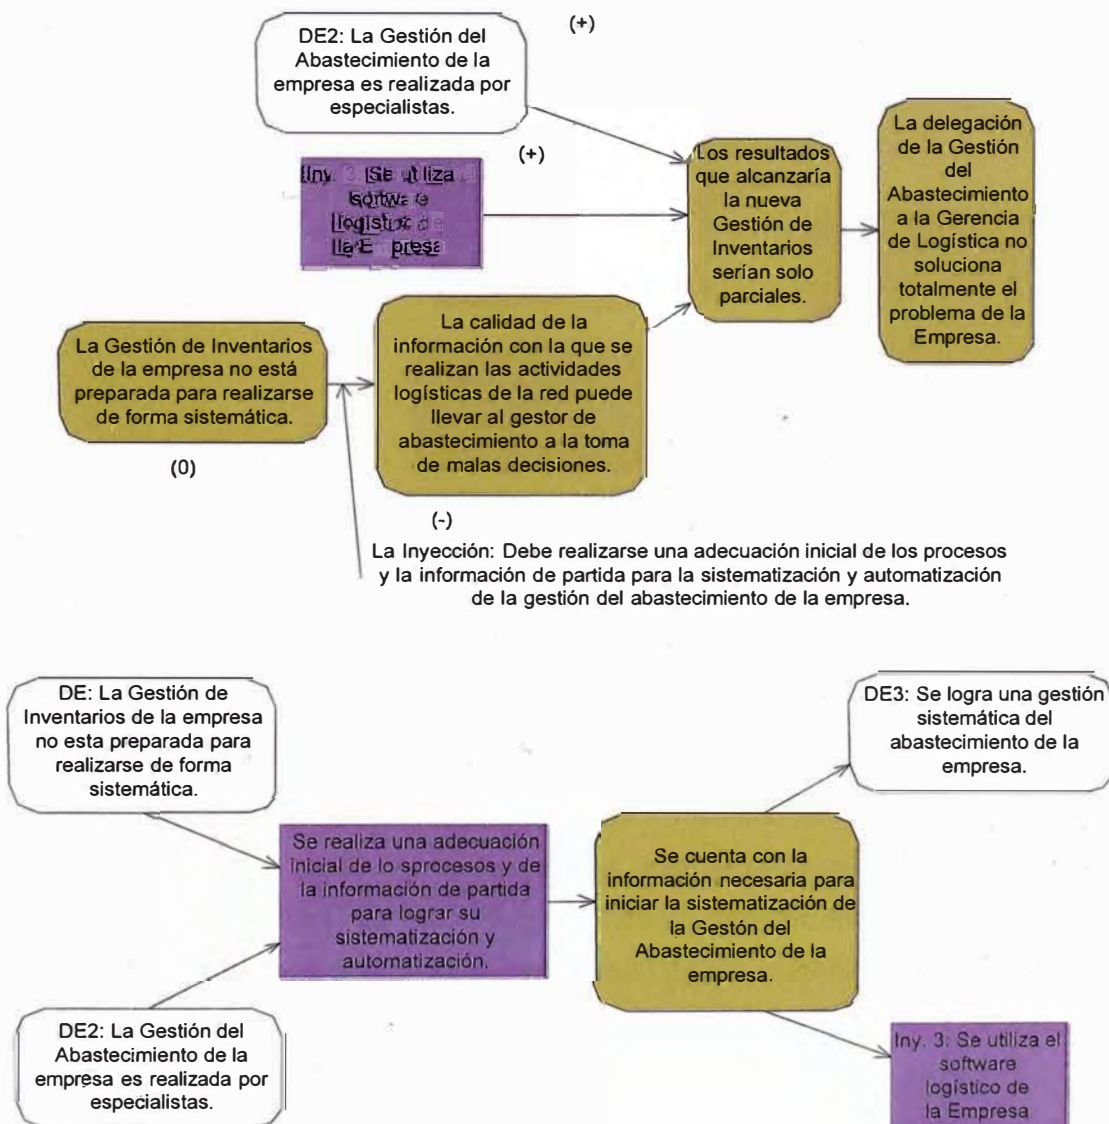 DE2: La Gestión del
Abastecimiento de la
empresa es realizada por
especialistas.
(+)
(+)
Iny. 3: Se utiliza
software
logístico de
la Empresa
Los resultados
que alcanzaría
la nueva
Gestión de
Inventarios
serían solo
parciales.
La delegación
de la Gestión
del
Abastecimiento
a la Gerencia
de Logística no
soluciona
totalmente el
problema de la
Empresa.
La Gestión de Inventarios
de la empresa no está
preparada para realizarse
de forma sistemática.
(0)
La calidad de la
información con la que se
realizan las actividades
logísticas de la red puede
llevar al gestor de
abastecimiento a la toma
de malas decisiones.
(-)
La Inyección: Debe realizarse una adecuación inicial de los procesos
y la información de partida para la sistematización y automatización
de la gestión del abastecimiento de la empresa.
DE: La Gestión de
Inventarios de la empresa
no esta preparada para
realizarse de forma
sistemática.
DE2: La Gestión del
Abastecimiento de la
empresa es realizada por
especialistas.
Se realiza una adecuación
inicial de lo sprocesos y de
la información de partida
para lograr su
sistematización y
automatización.
Se cuenta con la
información necesaria para
iniciar la sistematización de
la Gestón del
Abastecimiento de la
empresa.
DE3: Se logra una gestión
sistemática del
abastecimiento de la
empresa.
Iny. 3: Se utiliza el
software
logístico de
la Empresa